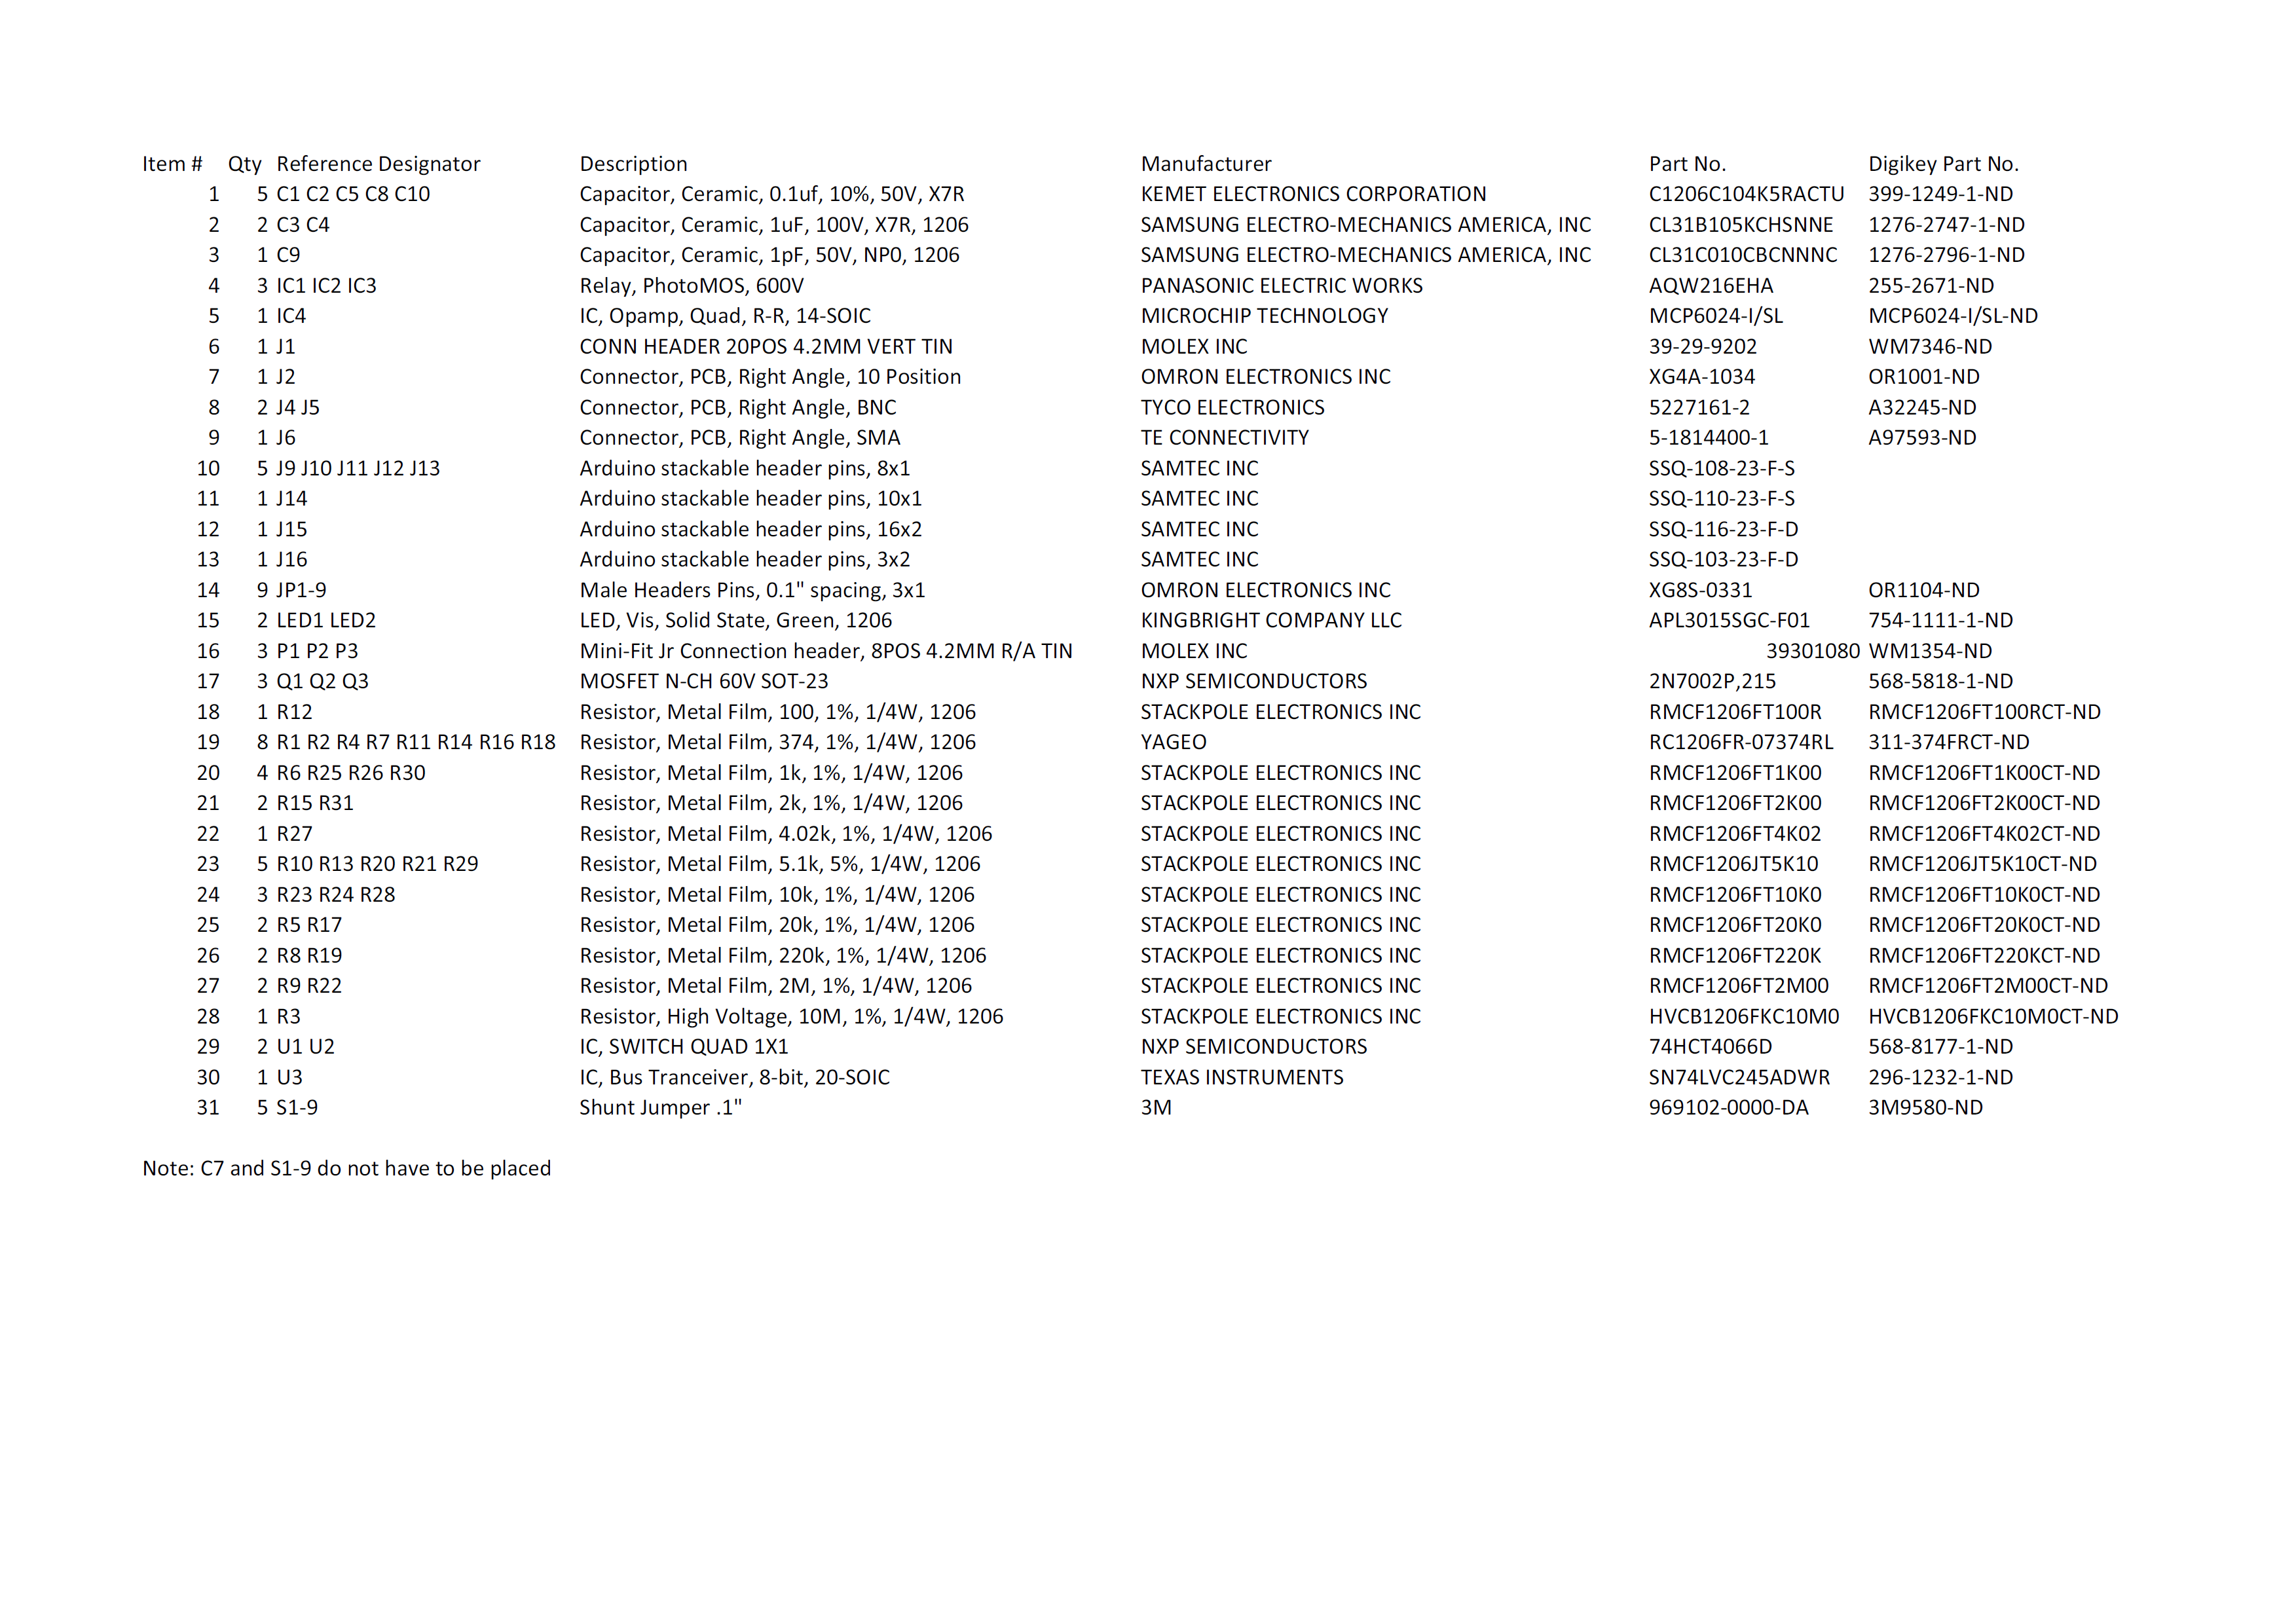 Item # Qty Reference Designator Description Manufacturer Part No. Digikey Part No.
1 5 C1 C2 C5 C8 C10 Capacitor, Ceramic, 0.1uf, 10%, 50V, X7R KEMET ELECTRONICS CORPORATION C1206C104K5RACTU 399-1249-1-ND
2 2 C3 C4 Capacitor, Ceramic, 1uF, 100V, X7R, 1206 SAMSUNG ELECTRO-MECHANICS AMERICA, INC CL31B105KCHSNNE 1276-2747-1-ND
3 1 C9 Capacitor, Ceramic, 1pF, 50V, NP0, 1206 SAMSUNG ELECTRO-MECHANICS AMERICA, INC CL31C010CBCNNNC 1276-2796-1-ND
4 3 IC1 IC2 IC3 Relay, PhotoMOS, 600V PANASONIC ELECTRIC WORKS AQW216EHA 255-2671-ND
5 1 IC4 IC, Opamp, Quad, R-R, 14-SOIC MICROCHIP TECHNOLOGY MCP6024-I/SL MCP6024-I/SL-ND
6 1 J1 CONN HEADER 20POS 4.2MM VERT TIN MOLEX INC 39-29-9202 WM7346-ND
7 1 J2 Connector, PCB, Right Angle, 10 Position OMRON ELECTRONICS INC XG4A-1034 OR1001-ND
8 2 J4 J5 Connector, PCB, Right Angle, BNC TYCO ELECTRONICS 5227161-2 A32245-ND
9 1 J6 Connector, PCB, Right Angle, SMA TE CONNECTIVITY 5-1814400-1 A97593-ND
10 5 J9 J10 J11 J12 J13 Arduino stackable header pins, 8x1 SAMTEC INC SSQ-108-23-F-S
11 1 J14 Arduino stackable header pins, 10x1 SAMTEC INC SSQ-110-23-F-S
12 1 J15 Arduino stackable header pins, 16x2 SAMTEC INC SSQ-116-23-F-D
13 1 J16 Arduino stackable header pins, 3x2 SAMTEC INC SSQ-103-23-F-D
14 9 JP1-9 Male Headers Pins, 0.1" spacing, 3x1 OMRON ELECTRONICS INC XG8S-0331 OR1104-ND
15 2 LED1 LED2 LED, Vis, Solid State, Green, 1206 KINGBRIGHT COMPANY LLC APL3015SGC-F01 754-1111-1-ND
16 3 P1 P2 P3 Mini-Fit Jr Connection header, 8POS 4.2MM R/A TIN MOLEX INC 39301080 WM1354-ND
17 3 Q1 Q2 Q3 MOSFET N-CH 60V SOT-23 NXP SEMICONDUCTORS 2N7002P,215 568-5818-1-ND
18 1 R12 Resistor, Metal Film, 100, 1%, 1/4W, 1206 STACKPOLE ELECTRONICS INC RMCF1206FT100R RMCF1206FT100RCT-ND
19 8 R1 R2 R4 R7 R11 R14 R16 R18 Resistor, Metal Film, 374, 1%, 1/4W, 1206 YAGEO RC1206FR-07374RL 311-374FRCT-ND
20 4 R6 R25 R26 R30 Resistor, Metal Film, 1k, 1%, 1/4W, 1206 STACKPOLE ELECTRONICS INC RMCF1206FT1K00 RMCF1206FT1K00CT-ND
21 2 R15 R31 Resistor, Metal Film, 2k, 1%, 1/4W, 1206 STACKPOLE ELECTRONICS INC RMCF1206FT2K00 RMCF1206FT2K00CT-ND
22 1 R27 Resistor, Metal Film, 4.02k, 1%, 1/4W, 1206 STACKPOLE ELECTRONICS INC RMCF1206FT4K02 RMCF1206FT4K02CT-ND
23 5 R10 R13 R20 R21 R29 Resistor, Metal Film, 5.1k, 5%, 1/4W, 1206 STACKPOLE ELECTRONICS INC RMCF1206JT5K10 RMCF1206JT5K10CT-ND
24 3 R23 R24 R28 Resistor, Metal Film, 10k, 1%, 1/4W, 1206 STACKPOLE ELECTRONICS INC RMCF1206FT10K0 RMCF1206FT10K0CT-ND
25 2 R5 R17 Resistor, Metal Film, 20k, 1%, 1/4W, 1206 STACKPOLE ELECTRONICS INC RMCF1206FT20K0 RMCF1206FT20K0CT-ND
26 2 R8 R19 Resistor, Metal Film, 220k, 1%, 1/4W, 1206 STACKPOLE ELECTRONICS INC RMCF1206FT220K RMCF1206FT220KCT-ND
27 2 R9 R22 Resistor, Metal Film, 2M, 1%, 1/4W, 1206 STACKPOLE ELECTRONICS INC RMCF1206FT2M00 RMCF1206FT2M00CT-ND
28 1 R3 Resistor, High Voltage, 10M, 1%, 1/4W, 1206 STACKPOLE ELECTRONICS INC HVCB1206FKC10M0 HVCB1206FKC10M0CT-ND
29 2 U1 U2 IC, SWITCH QUAD 1X1 NXP SEMICONDUCTORS 74HCT4066D 568-8177-1-ND
30 1 U3 IC, Bus Tranceiver, 8-bit, 20-SOIC TEXAS INSTRUMENTS SN74LVC245ADWR 296-1232-1-ND
31 5 S1-9 Shunt Jumper .1" 3M 969102-0000-DA 3M9580-ND
Note: C7 and S1-9 do not have to be placed